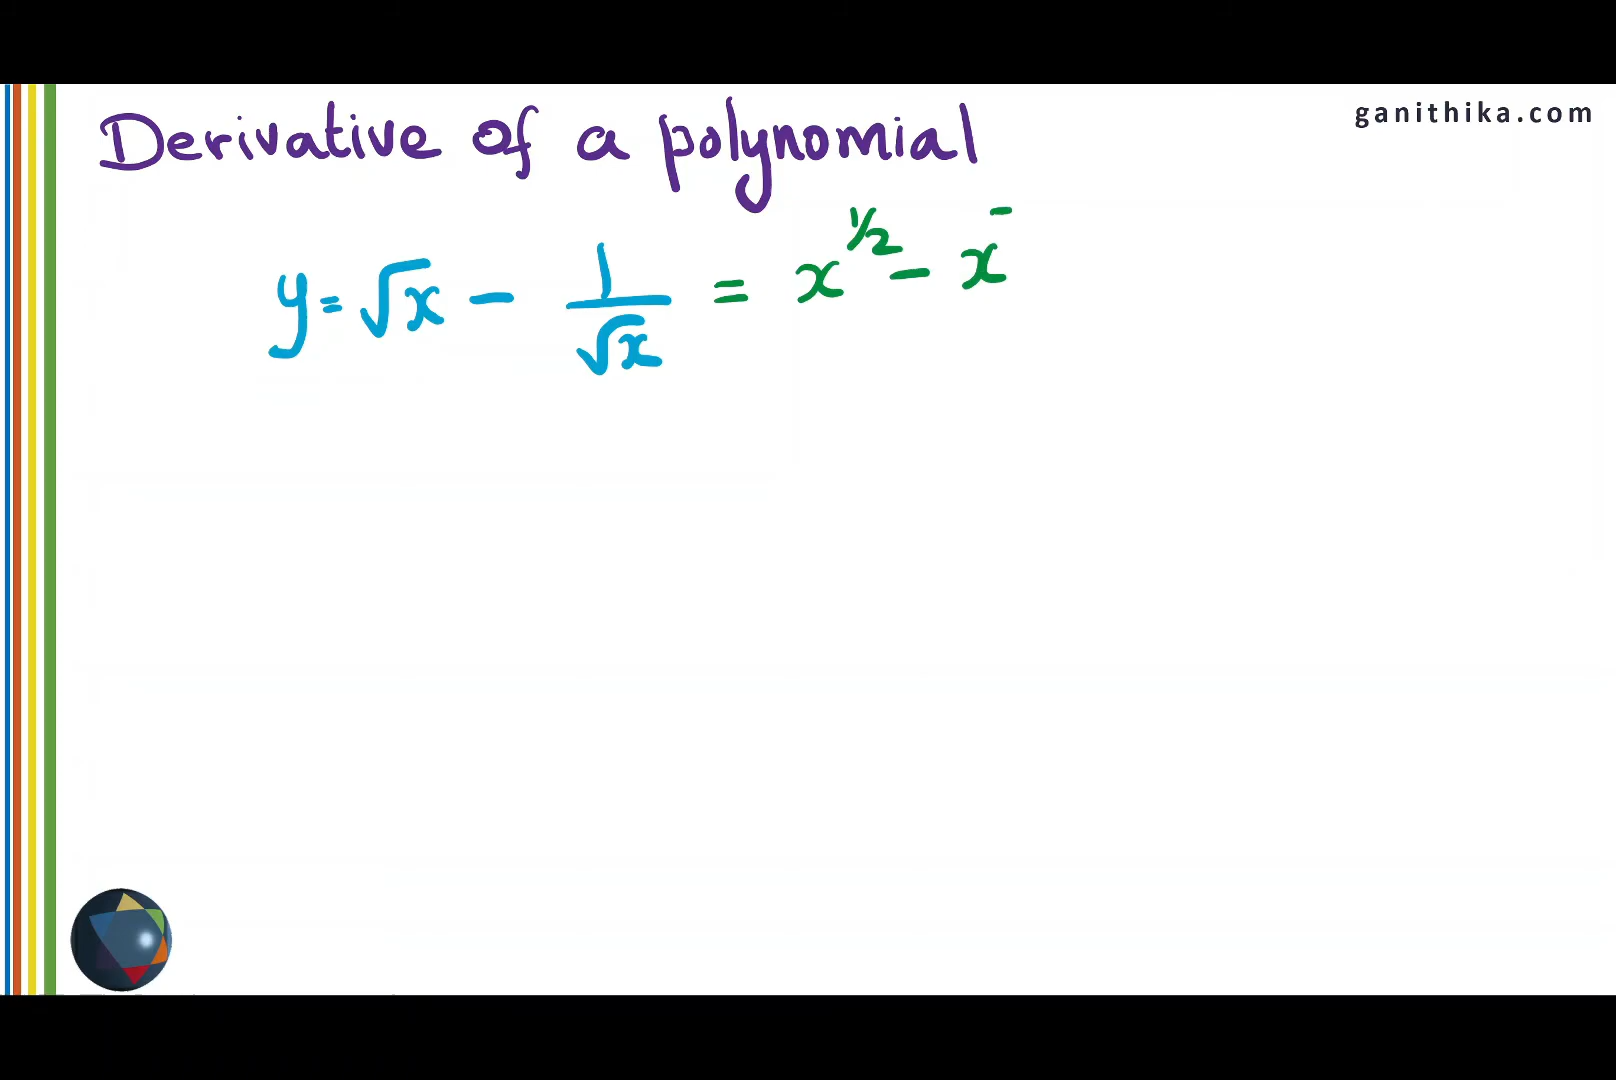 ganithika.com
Derivative of a polynomial
y = √x - 1/√x = x^1/2 - x^-